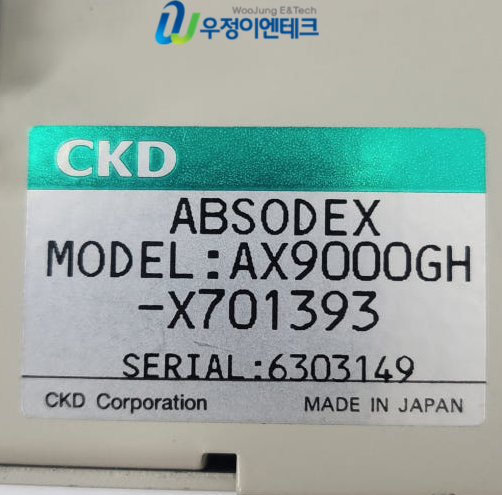 WooJung E&Tech
우정이엔테크
CKD
ABSODEX
MODEL:AX9000GH
-X701393
SERIAL:6303149
CKD Corporation MADE IN JAPAN